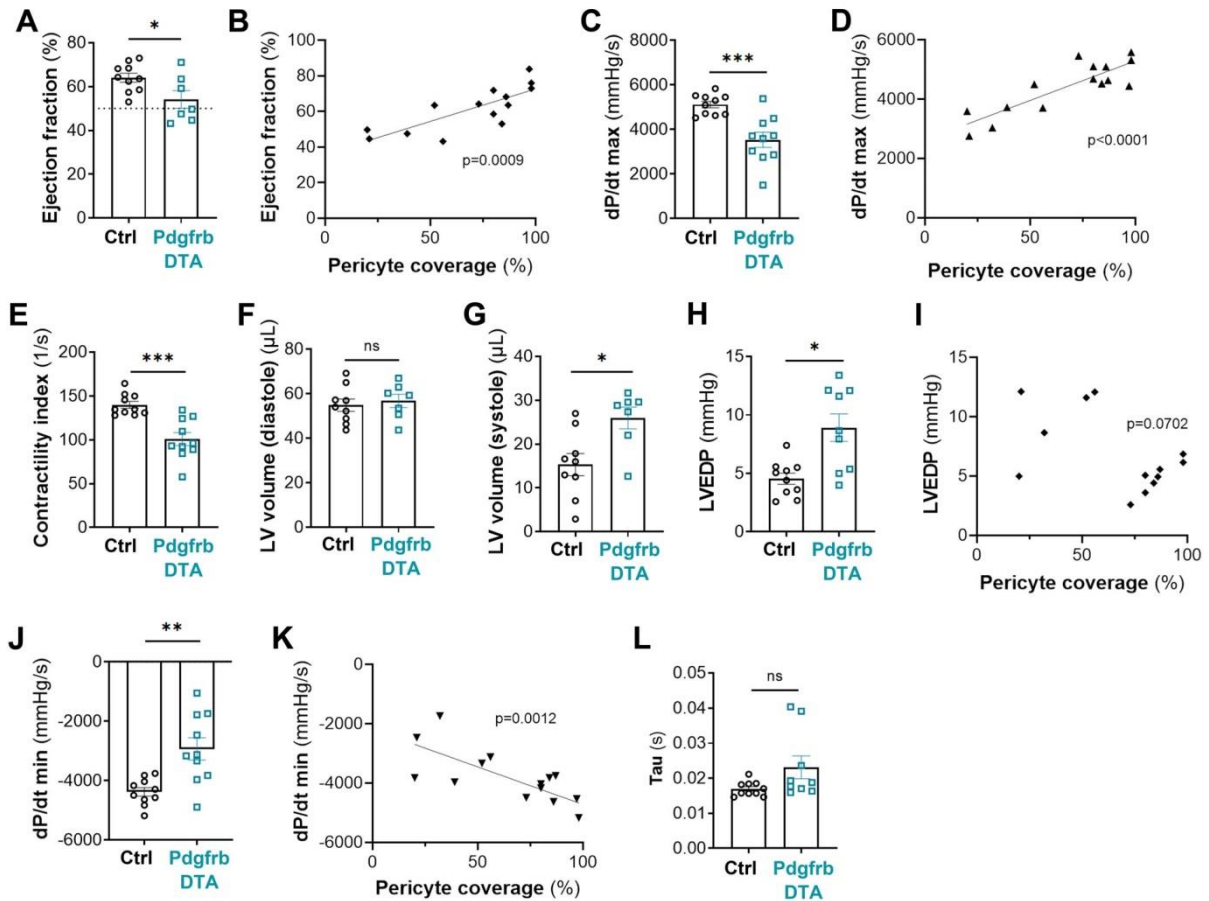 A
*
Ejection fraction (%)
80
60
40
20
0
Ctrl
Pdgfrb
DTA
B
Ejection fraction (%)
100
80
60
40
20
0
p=0.0009
0
50
100
Pericyte coverage (%)
C
***
dP/dt max (mmHg/s)
8000
6000
4000
2000
0
Ctrl
Pdgfrb
DTA
D
dP/dt max (mmHg/s)
6000
4000
2000
0
p<0.0001
0
50
100
Pericyte coverage (%)
E
***
Contractility index (1/s)
200
150
100
50
0
Ctrl
Pdgfrb
DTA
F
ns
LV volume (diastole) (µL)
80
60
40
20
0
Ctrl
Pdgfrb
DTA
G
*
LV volume (systole) (µL)
40
30
20
10
0
Ctrl
Pdgfrb
DTA
H
*
LVEDP (mmHg)
15
10
5
0
Ctrl
Pdgfrb
DTA
I
LVEDP (mmHg)
15
10
5
0
p=0.0702
0
50
100
Pericyte coverage (%)
J
**
dP/dt min (mmHg/s)
0
-2000
-4000
-6000
Ctrl
Pdgfrb
DTA
K
dP/dt min (mmHg/s)
0
-2000
-4000
-6000
p=0.0012
0
50
100
Pericyte coverage (%)
L
ns
Tau (s)
0.05
0.04
0.03
0.02
0.01
0.00
Ctrl
Pdgfrb
DTA